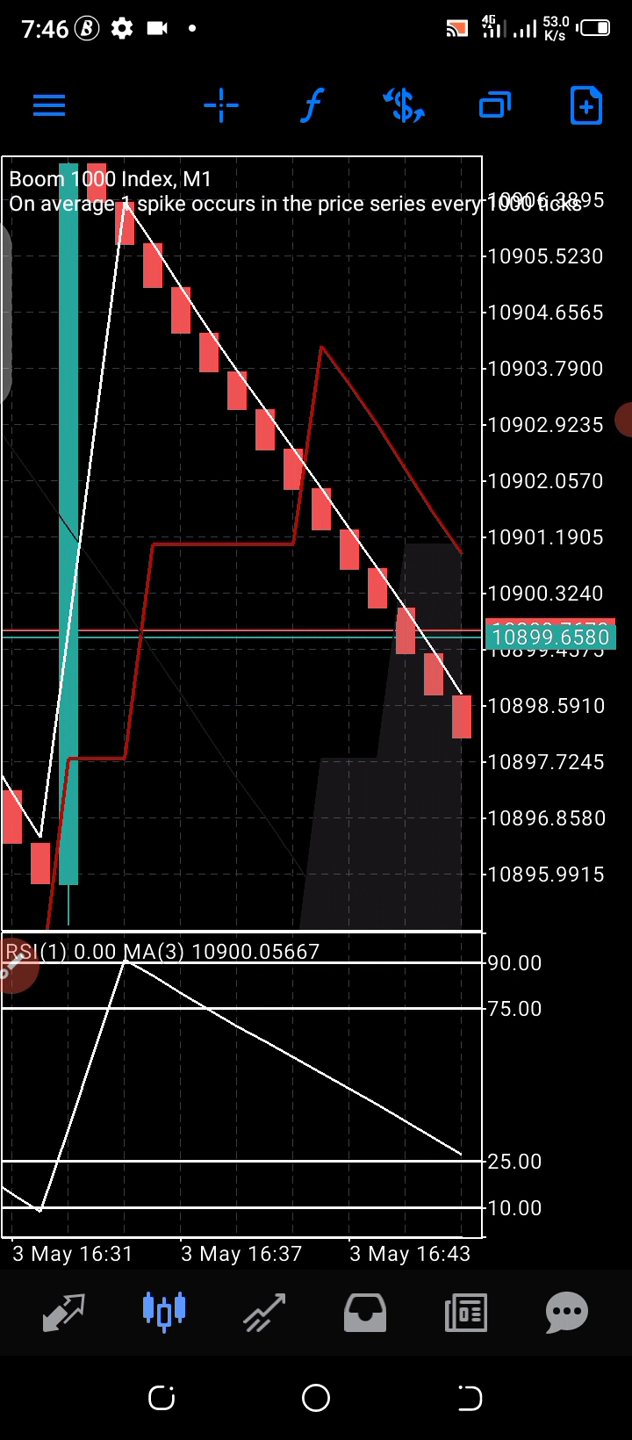 7:46
4G
53.0
K/s
Boom 1000 Index, M1
On average 1 spike occurs in the price series every 1000 ticks
10905.5230
10904.6565
10903.7900
10902.9235
10902.0570
10901.1905
10900.3240
10899.6580
10898.5910
10897.7245
10896.8580
10895.9915
RSI(1) 0.00 MA(3) 10900.05667
90.00
75.00
25.00
10.00
3 May 16:31
3 May 16:37
3 May 16:43